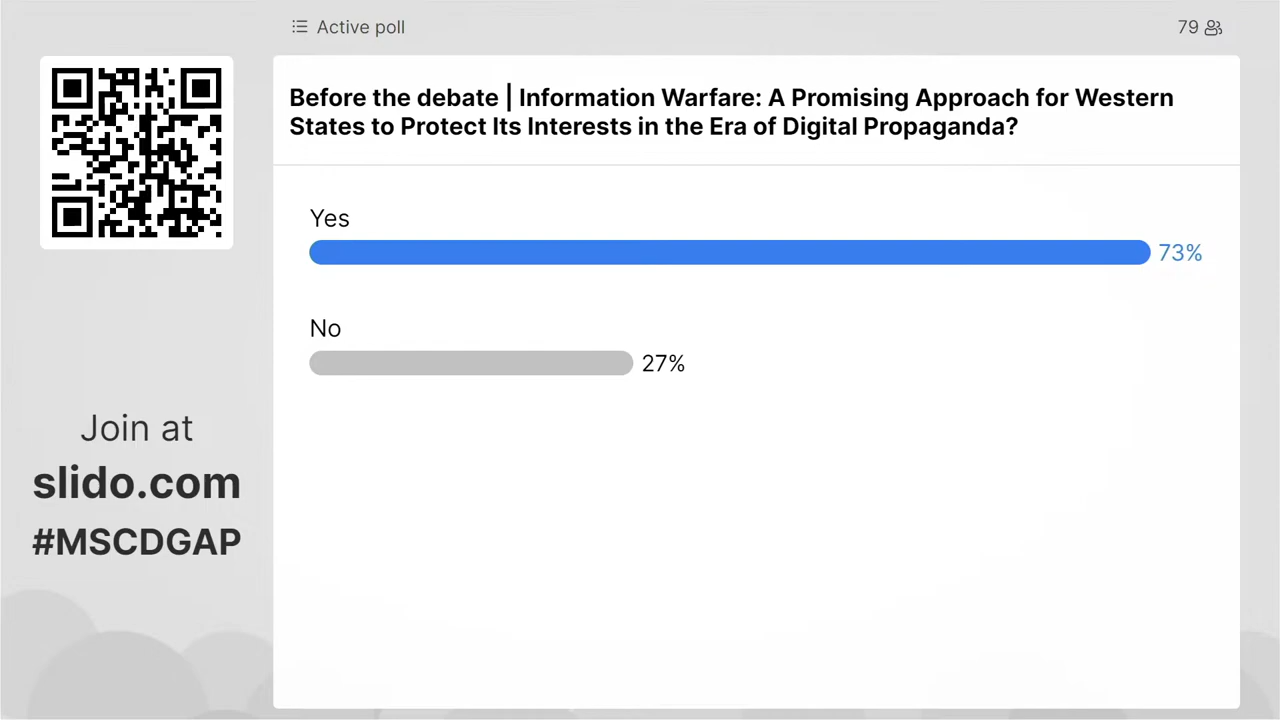 Active poll
79
Before the debate | Information Warfare: A Promising Approach for Western
States to Protect Its Interests in the Era of Digital Propaganda?
Yes
73%
No
27%
Join at
slido.com
#MSCDGAP